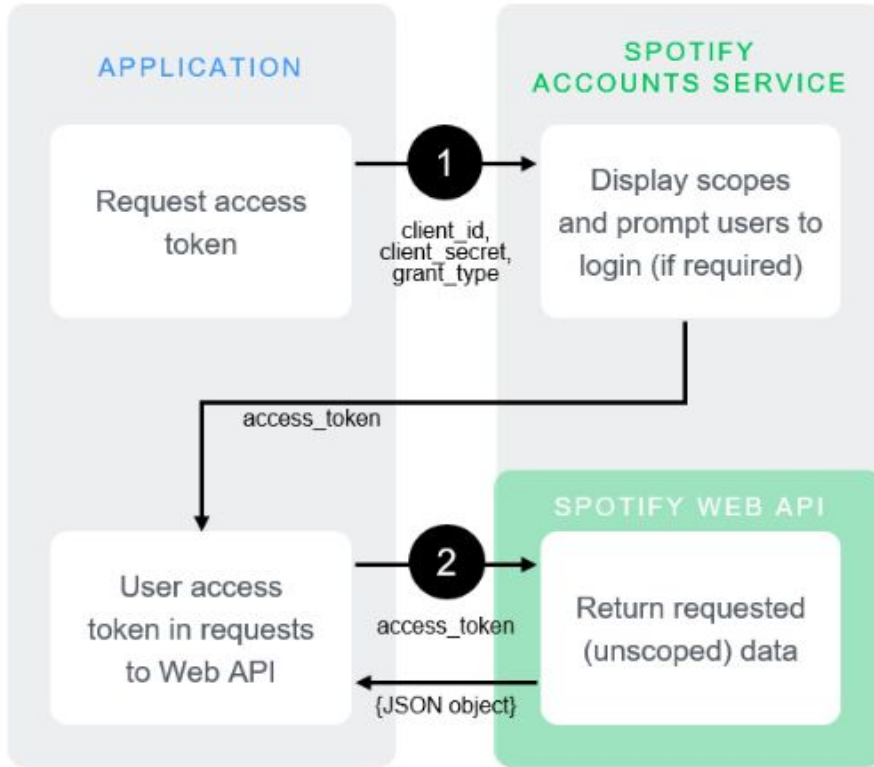 APPLICATION
SPOTIFY
ACCOUNTS SERVICE
Request access
token
1
client_id,
client_secret,
grant_type
Display scopes
and prompt users to
login (if required)
access_token
SPOTIFY WEB API
User access
token in requests
to Web API
2
access_token
{JSON object}
Return requested
(unscoped) data